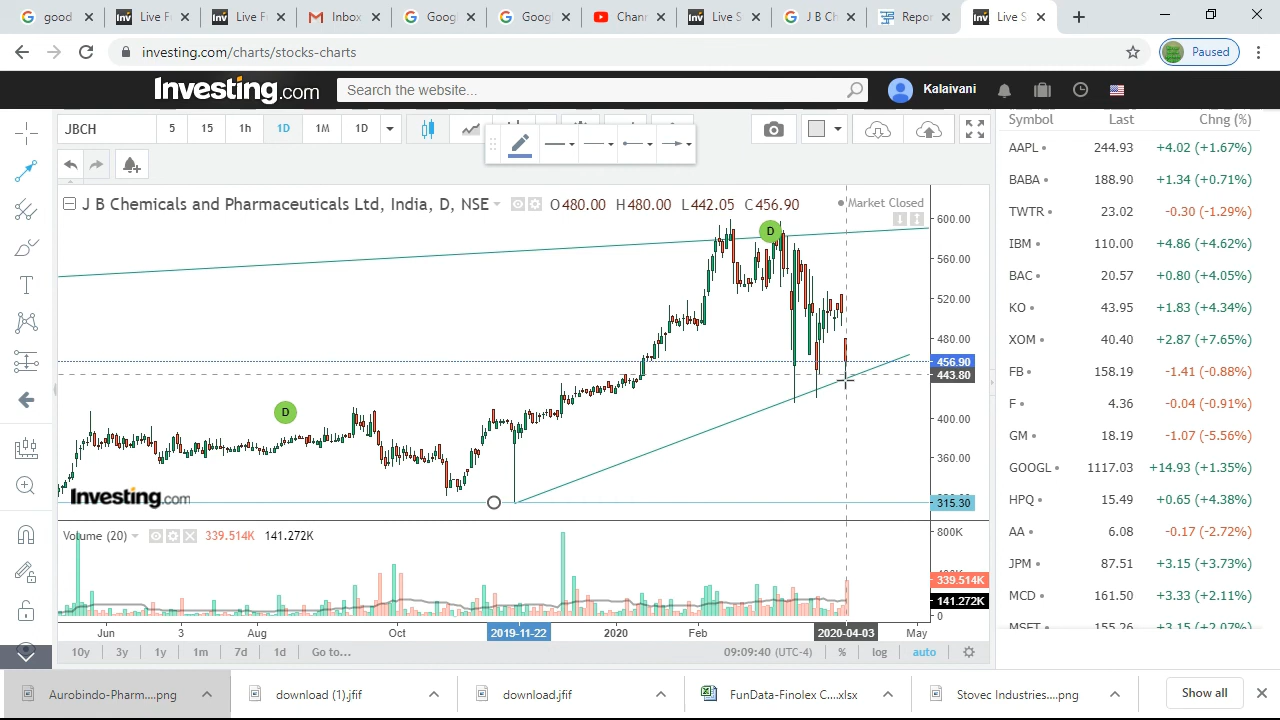 good
Live F
Live F
Inbox
Goog
Goog
Chan
Live S
J B Ch
Repor
Live S
investing.com/charts/stocks-charts
Paused
Investing.com
Search the website...
Kalaivani
JBCH
5
15
1h
1D
1M
1D
Symbol Last Chng (%)
AAPL 244.93 +4.02 (+1.67%)
BABA 188.90 +1.34 (+0.71%)
TWTR 23.02 -0.30 (-1.29%)
IBM 110.00 +4.86 (+4.62%)
BAC 20.57 +0.80 (+4.05%)
KO 43.95 +1.83 (+4.34%)
XOM 40.40 +2.87 (+7.65%)
FB 158.19 -1.41 (-0.88%)
F 4.36 -0.04 (-0.91%)
GM 18.19 -1.07 (-5.56%)
GOOGL 1117.03 +14.93 (+1.35%)
HPQ 15.49 +0.65 (+4.38%)
AA 6.08 -0.17 (-2.72%)
JPM 87.51 +3.15 (+3.73%)
MCD 161.50 +3.33 (+2.11%)
MSFT 155.26 +3.15 (+2.07%)
J B Chemicals and Pharmaceuticals Ltd, India, D, NSE O480.00 H480.00 L442.05 C456.90
Market Closed
D
D
600.00
560.00
520.00
480.00
456.90
443.80
400.00
360.00
315.30
Investing.com
Volume (20) 339.514K 141.272K
800K
339.514K
141.272K
0
Jun 3 Aug Oct 2019-11-22 2020 Feb 2020-04-03 May
10y 3y 1y 1m 7d 1d Go to... 09:09:40 (UTC-4) % log auto
Aurobindo-Pharm....png
download (1).jfif
download.jfif
FunData-Finolex C....xlsx
Stovec Industries....png
Show all